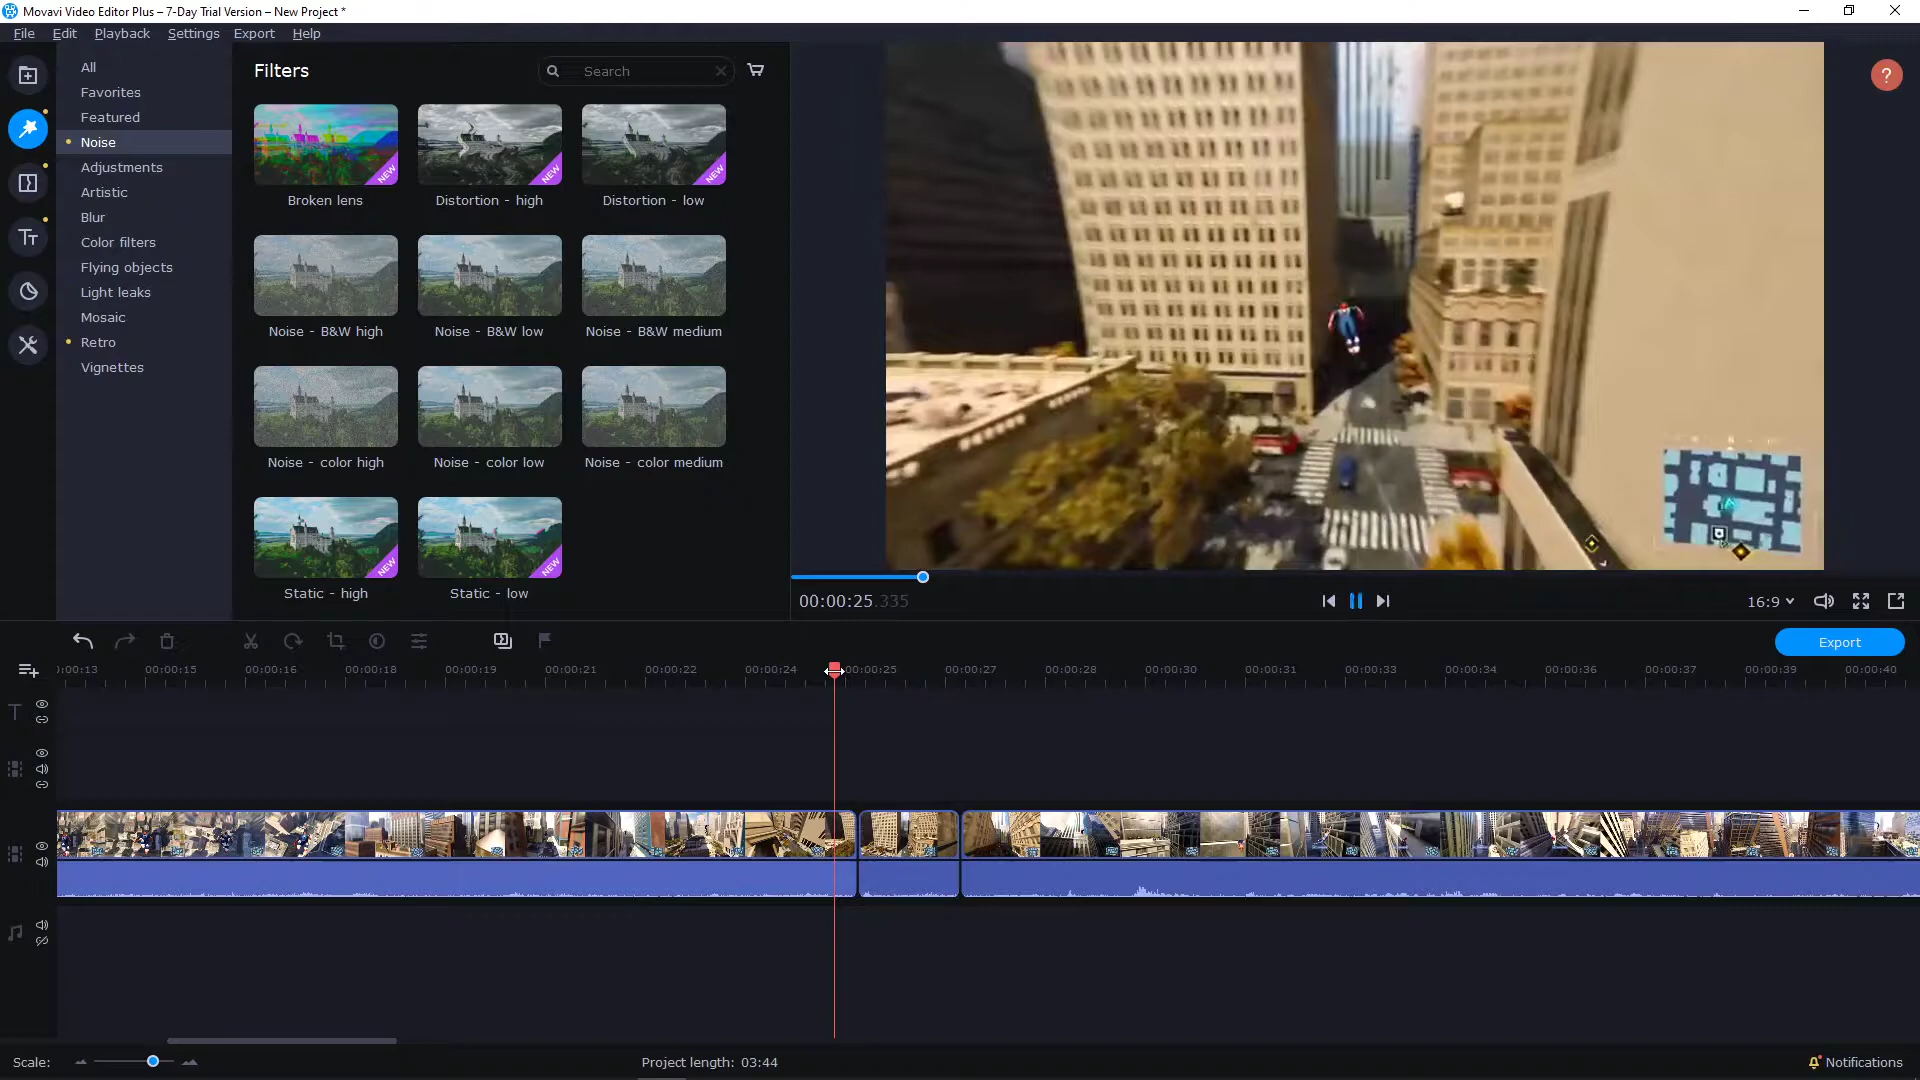 Movavi Video Editor Plus – 7-Day Trial Version – New Project *
File Edit Playback Settings Export Help
All
Favorites
Featured
Noise
Adjustments
Artistic
Blur
Color filters
Flying objects
Light leaks
Mosaic
Retro
Vignettes
Filters
Search
NEW
NEW
NEW
Broken lens
Distortion - high
Distortion - low
Noise - B&W high
Noise - B&W low
Noise - B&W medium
Noise - color high
Noise - color low
Noise - color medium
NEW
NEW
Static - high
Static - low
?
00:00:25.335
16:9
Export
00:00:15 00:00:16 00:00:18 00:00:19 00:00:21 00:00:22 00:00:24 00:00:25 00:00:27 00:00:28 00:00:30 00:00:31 00:00:33 00:00:34 00:00:36 00:00:37 00:00:39 00:00:40
Scale:
Project length: 03:44
Notifications